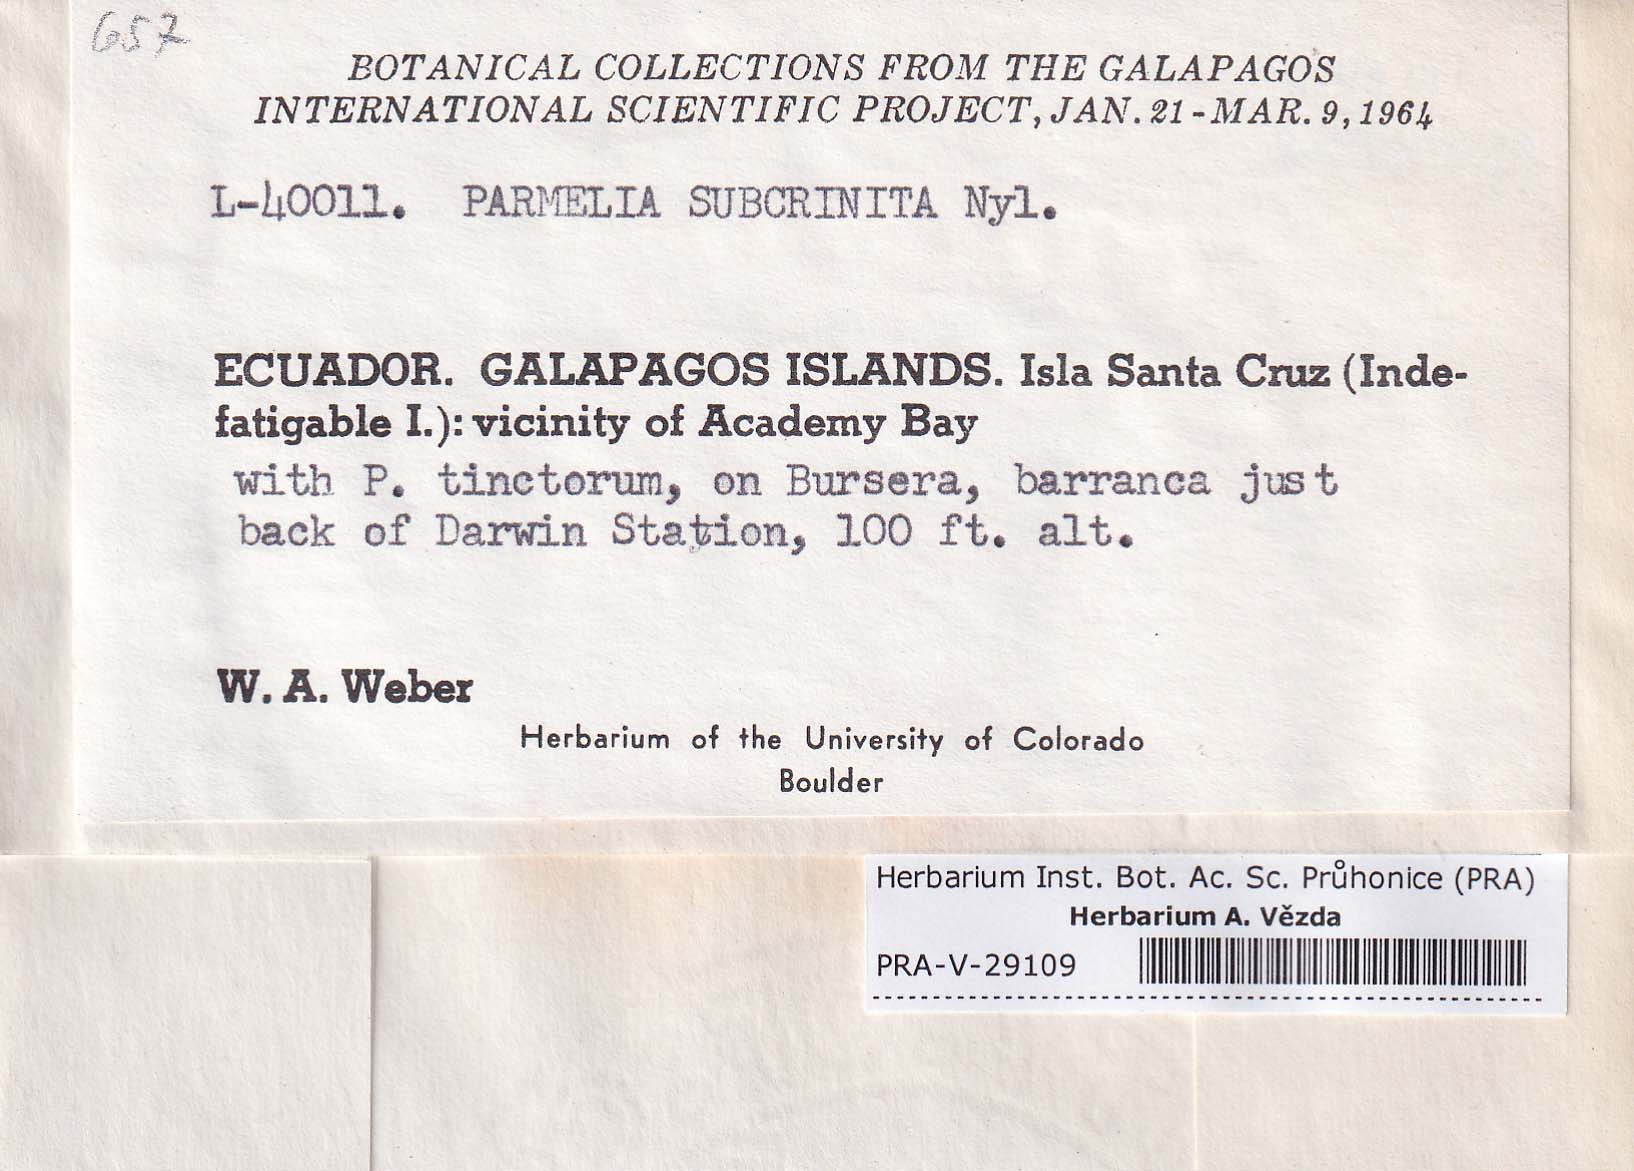 657
BOTANICAL COLLECTIONS FROM THE GALAPAGOS
INTERNATIONAL SCIENTIFIC PROJECT, JAN. 21 - MAR. 9, 1964
L-40011. PARMELIA SUBCRINITA Nyl.
ECUADOR. GALAPAGOS ISLANDS. Isla Santa Cruz (Inde-
fatigable I.): vicinity of Academy Bay
with P. tinctorum, on Bursera, barranca just
back of Darwin Station, 100 ft. alt.
W. A. Weber
Herbarium of the University of Colorado
Boulder
Herbarium Inst. Bot. Ac. Sc. Průhonice (PRA)
Herbarium A. Vězda
PRA-V-29109